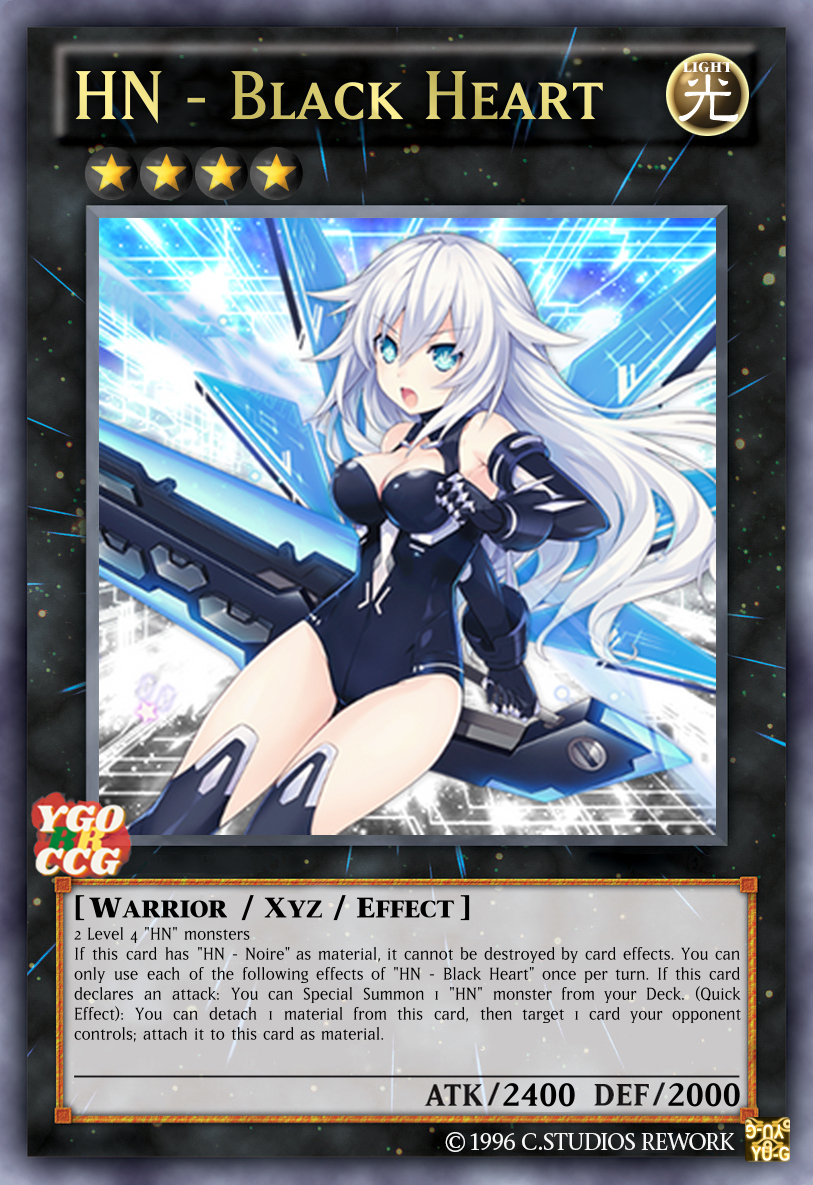 HN - Black Heart
LIGHT
光
YGO
RR
CCG
[ Warrior / Xyz / Effect ]
2 Level 4 "HN" monsters
If this card has "HN - Noire" as material, it cannot be destroyed by card effects. You can
only use each of the following effects of "HN - Black Heart" once per turn. If this card
declares an attack: You can Special Summon 1 "HN" monster from your Deck. (Quick
Effect): You can detach 1 material from this card, then target 1 card your opponent
controls; attach it to this card as material.
ATK/2400 DEF/2000
© 1996 C.STUDIOS REWORK
YU-G